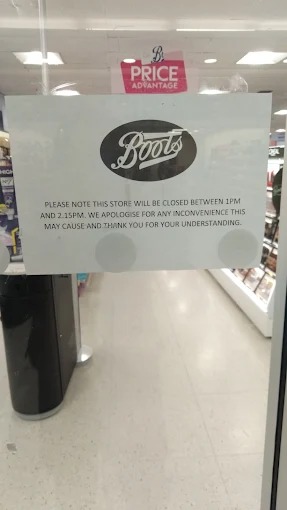 PRICE
ADVANTAGE
Boots
PLEASE NOTE THIS STORE WILL BE CLOSED BETWEEN 1PM
AND 2.15PM. WE APOLOGISE FOR ANY INCONVENIENCE THIS
MAY CAUSE AND THANK YOU FOR YOUR UNDERSTANDING.